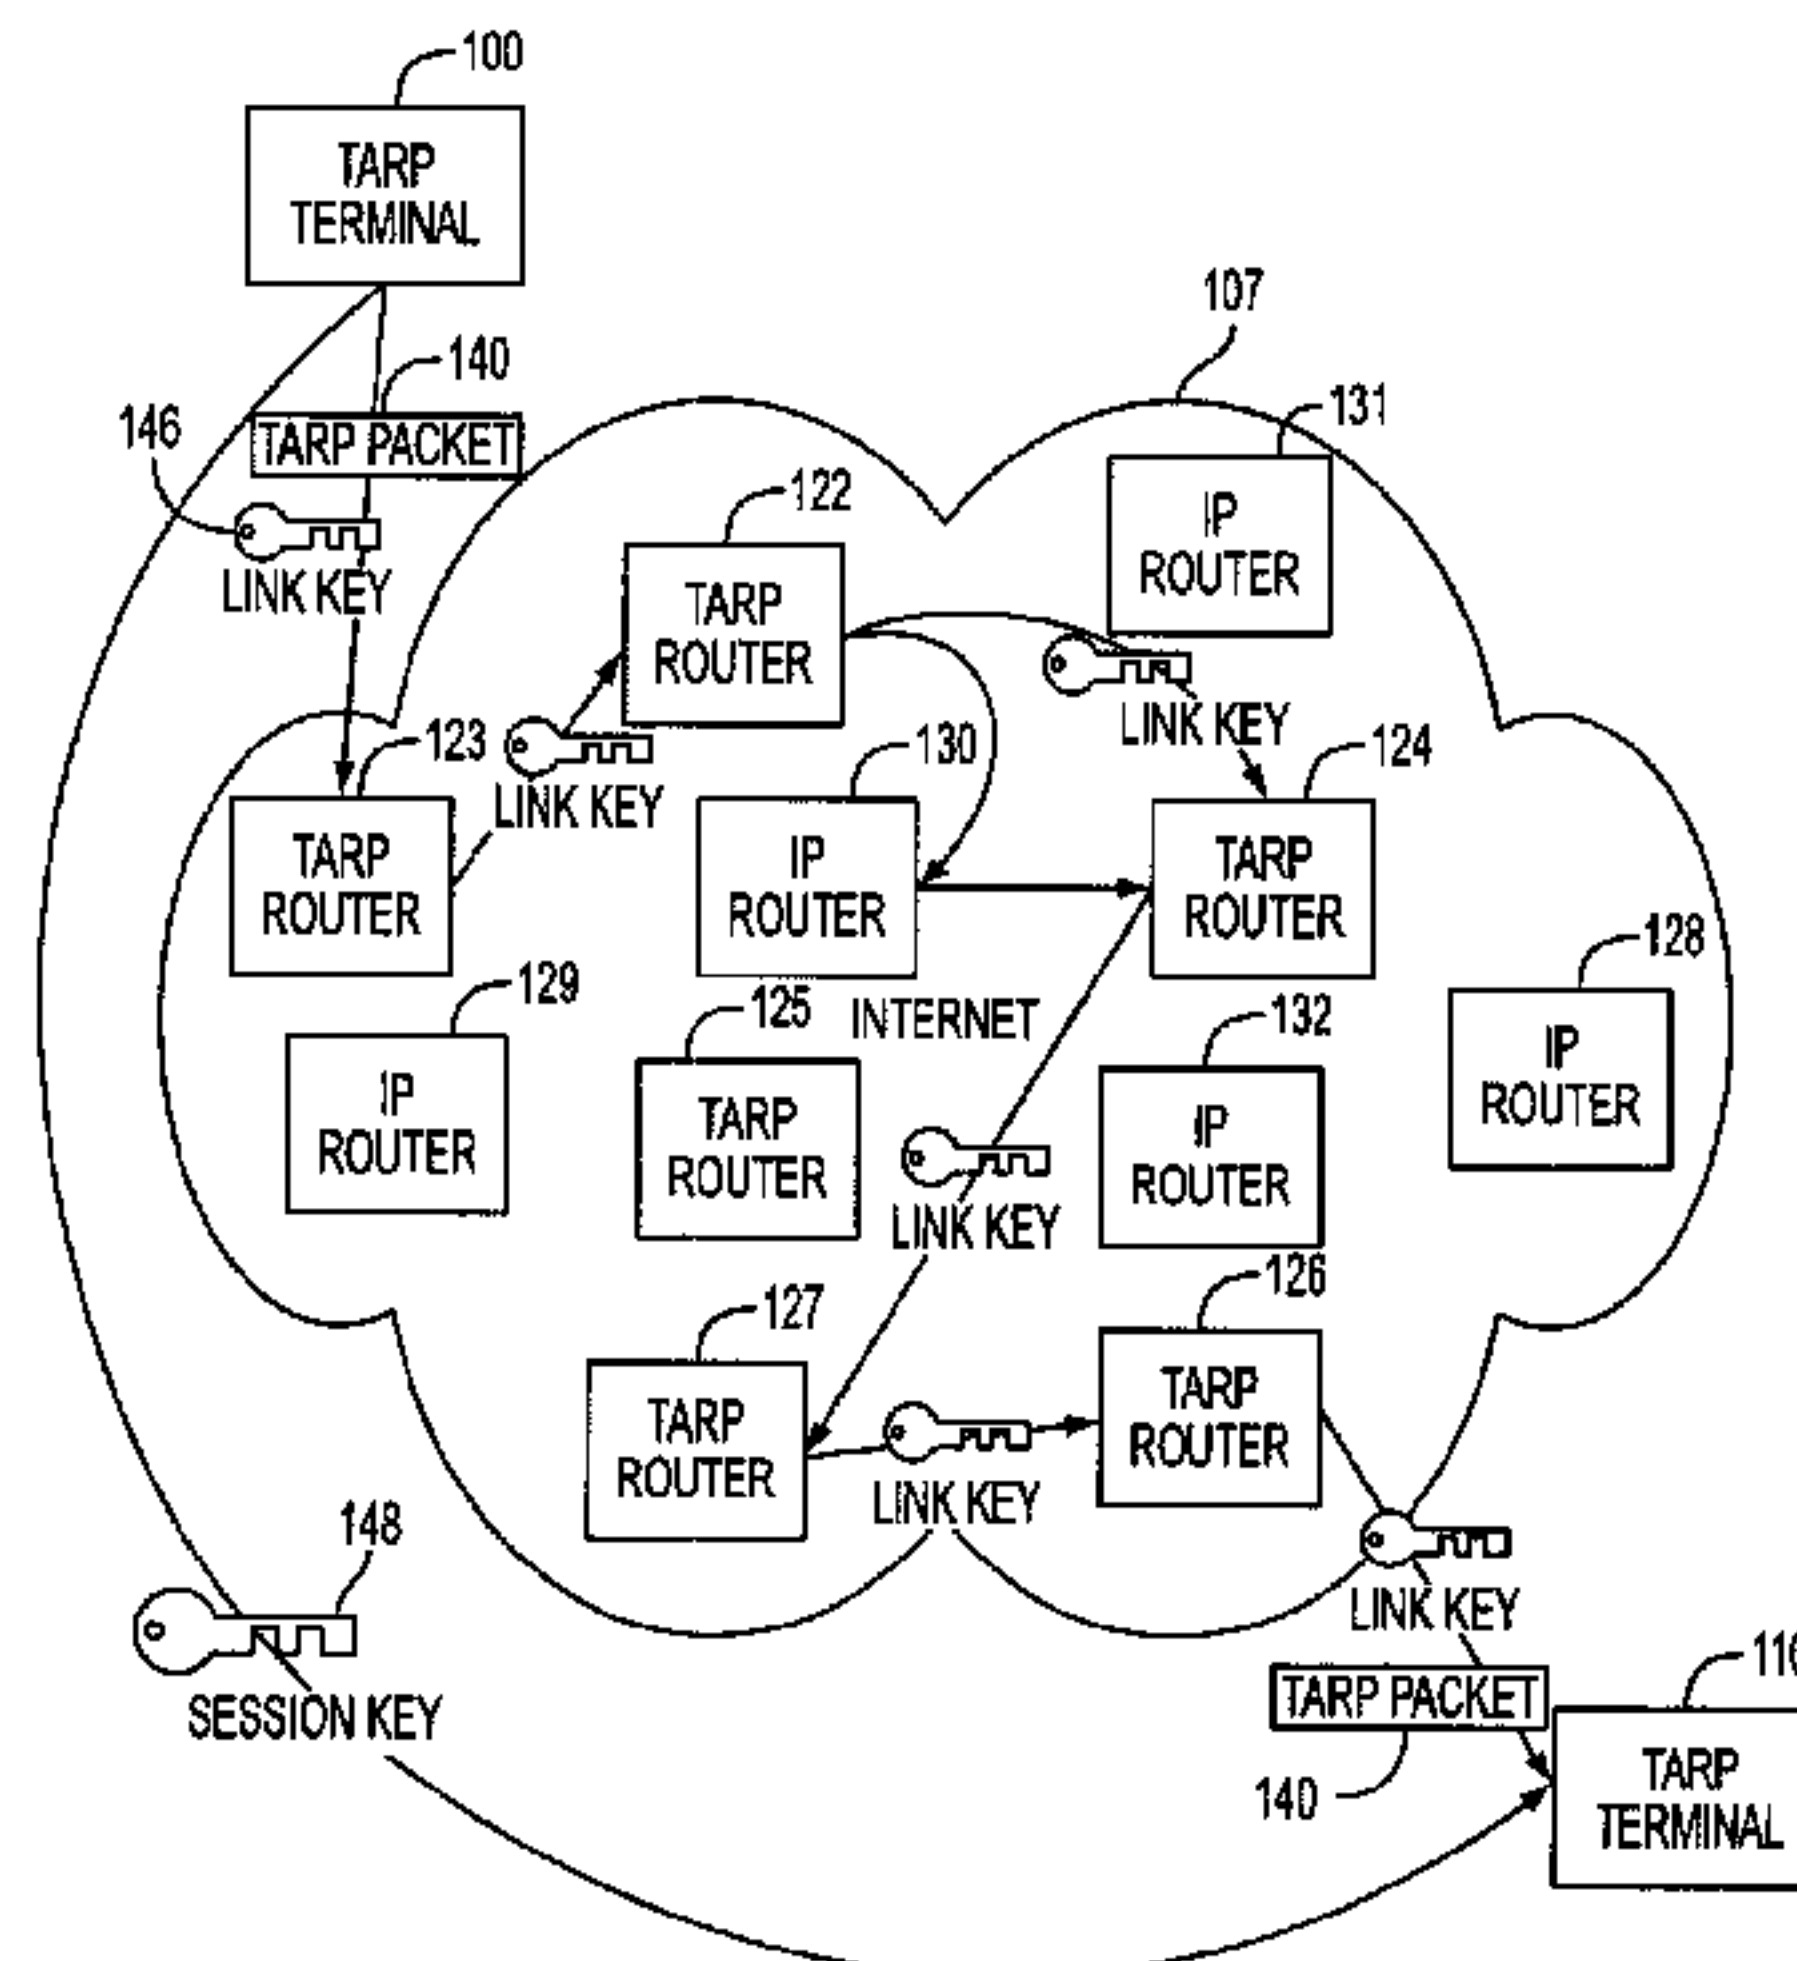 100
TARP
TERMINAL
107
140
131
146
TARP PACKET
122
IP
ROUTER
LINK KEY
TARP
ROUTER
LINK KEY
123
130
124
LINK KEY
TARP
ROUTER
IP
ROUTER
TARP
ROUTER
128
129
125
INTERNET
132
IP
ROUTER
IP
ROUTER
TARP
ROUTER
IP
ROUTER
LINK KEY
126
127
TARP
ROUTER
TARP
ROUTER
LINK KEY
148
LINK KEY
SESSION KEY
TARP PACKET
140
TARP
TERMINAL